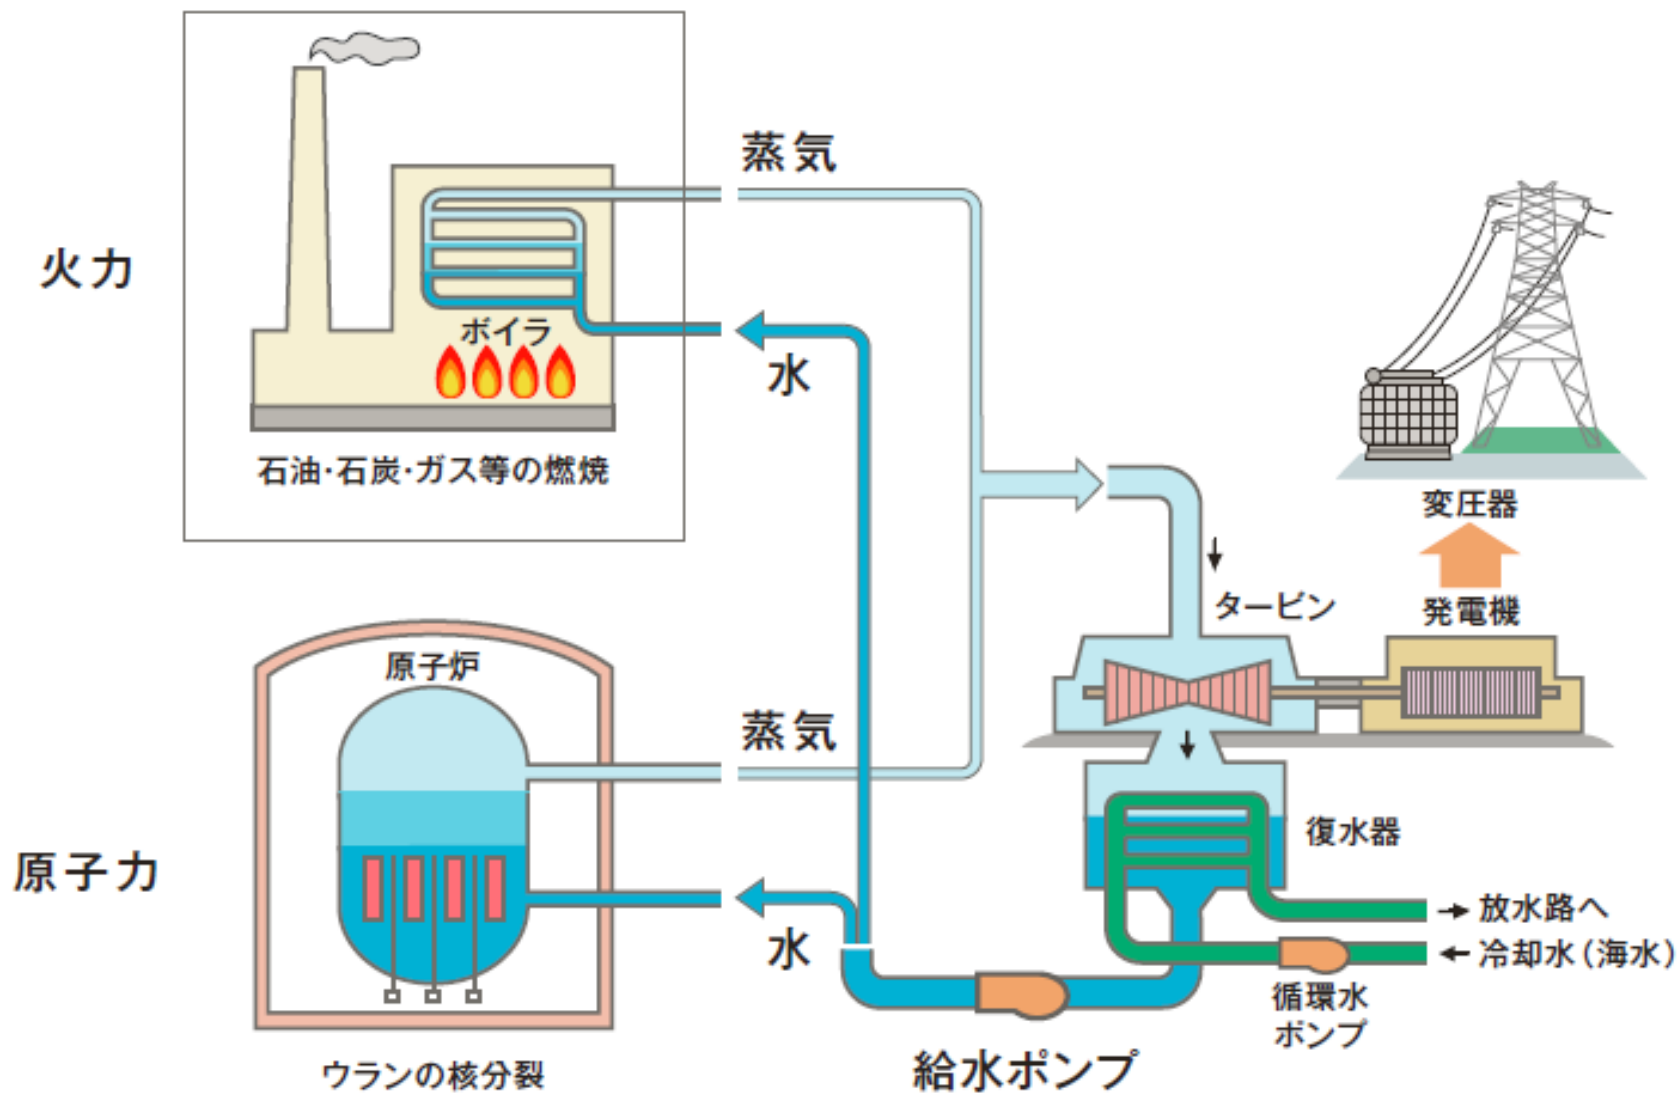 蒸気
火力
ボイラ
水
石油・石炭・ガス等の燃焼
変圧器
発電機
タービン
原子炉
蒸気
原子力
水
復水器
放水路へ
冷却水（海水）
循環水
ポンプ
給水ポンプ
ウランの核分裂